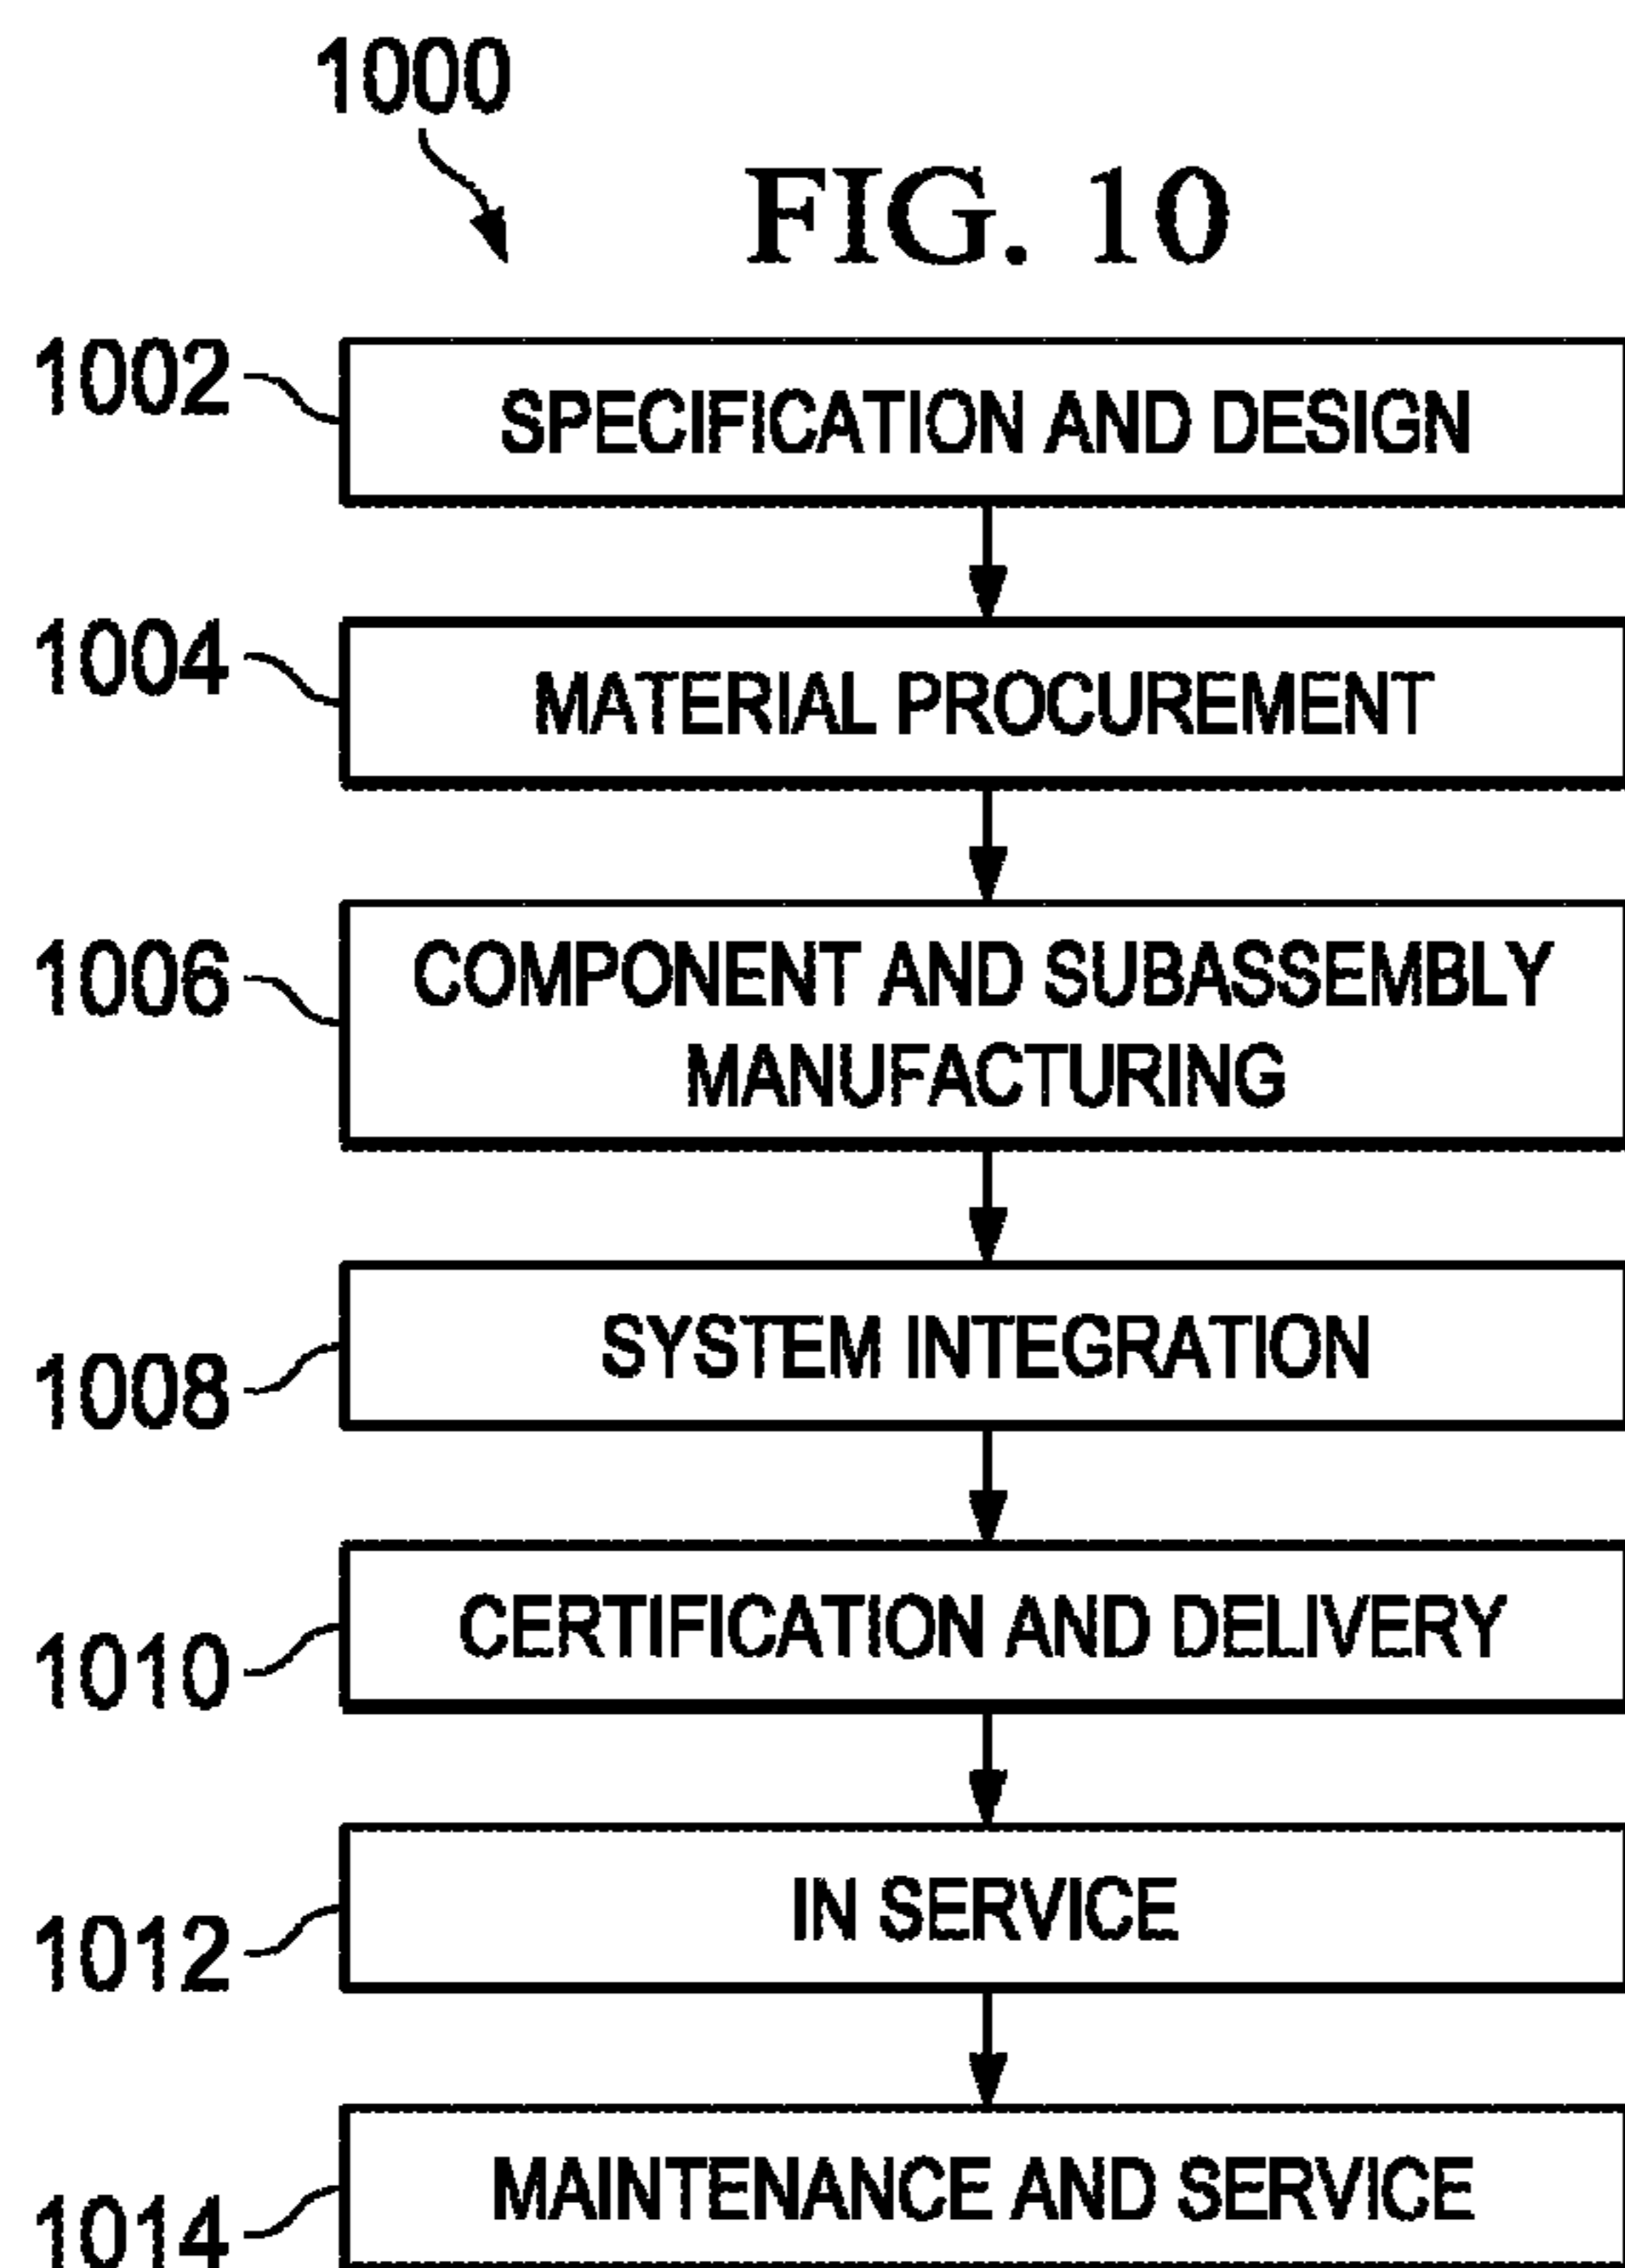 1000
FIG. 10
1002
SPECIFICATION AND DESIGN
1004
MATERIAL PROCUREMENT
1006
COMPONENT AND SUBASSEMBLY
MANUFACTURING
1008
SYSTEM INTEGRATION
1010
CERTIFICATION AND DELIVERY
1012
IN SERVICE
1014
MAINTENANCE AND SERVICE